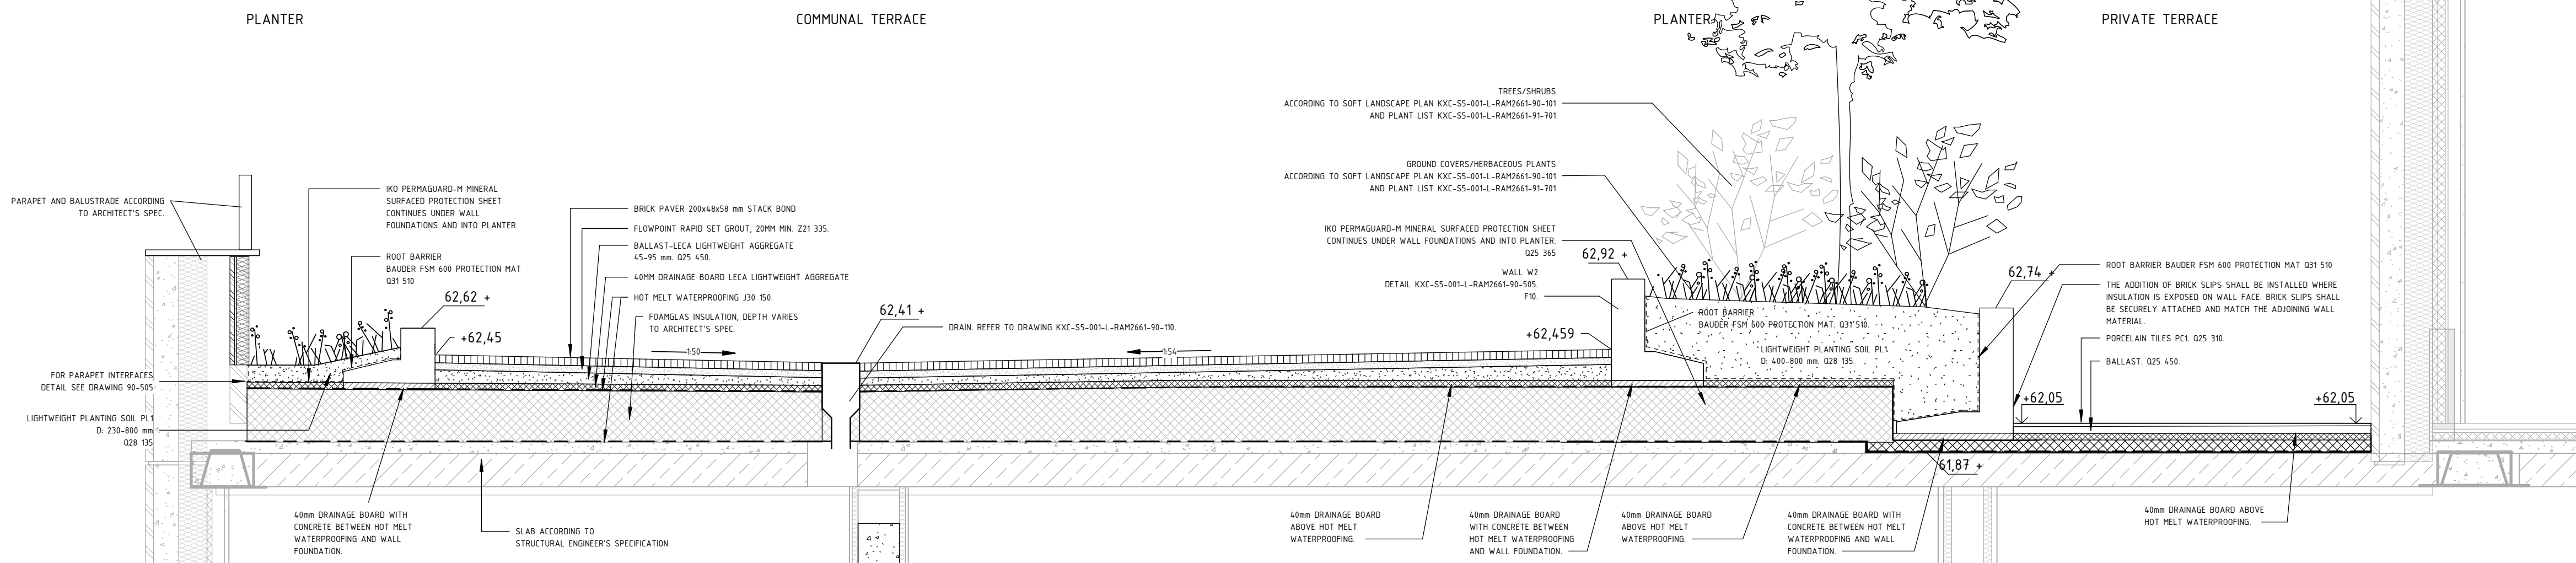 PLANTER
COMMUNAL TERRACE
PLANTER
PRIVATE TERRACE
PARAPET AND BALUSTRADE ACCORDING
TO ARCHITECT'S SPEC.
FOR PARAPET INTERFACES
DETAIL SEE DRAWING 90-505
LIGHTWEIGHT PLANTING SOIL PL1
D: 230-800 mm
Q28 135
IKO PERMAGUARD-M MINERAL
SURFACED PROTECTION SHEET
CONTINUES UNDER WALL
FOUNDATIONS AND INTO PLANTER
ROOT BARRIER
BAUDER FSM 600 PROTECTION MAT
Q31 510
62,62 +
+62,45
BRICK PAVER 200x48x58 mm STACK BOND
FLOWPOINT RAPID SET GROUT, 20MM MIN. Z21 335.
BALLAST-LECA LIGHTWEIGHT AGGREGATE
45-95 mm. Q25 450.
40MM DRAINAGE BOARD LECA LIGHTWEIGHT AGGREGATE
HOT MELT WATERPROOFING J30 150.
FOAMGLAS INSULATION, DEPTH VARIES
TO ARCHITECT'S SPEC.
1:50
62,41 +
DRAIN. REFER TO DRAWING KXC-S5-001-L-RAM2661-90-110.
1:54
TREES/SHRUBS
ACCORDING TO SOFT LANDSCAPE PLAN KXC-S5-001-L-RAM2661-90-101
AND PLANT LIST KXC-S5-001-L-RAM2661-91-701
GROUND COVERS/HERBACEOUS PLANTS
ACCORDING TO SOFT LANDSCAPE PLAN KXC-S5-001-L-RAM2661-90-101
AND PLANT LIST KXC-S5-001-L-RAM2661-91-701
IKO PERMAGUARD-M MINERAL SURFACED PROTECTION SHEET
CONTINUES UNDER WALL FOUNDATIONS AND INTO PLANTER.
Q25 365
62,92 +
WALL W2
DETAIL KXC-S5-001-L-RAM2661-90-505.
F10.
+62,459
ROOT BARRIER
BAUDER FSM 600 PROTECTION MAT. Q31 510.
LIGHTWEIGHT PLANTING SOIL PL1
D: 400-800 mm. Q28 135.
62,74 +
ROOT BARRIER BAUDER FSM 600 PROTECTION MAT Q31 510
THE ADDITION OF BRICK SLIPS SHALL BE INSTALLED WHERE
INSULATION IS EXPOSED ON WALL FACE. BRICK SLIPS SHALL
BE SECURELY ATTACHED AND MATCH THE ADJOINING WALL
MATERIAL.
PORCELAIN TILES PC1. Q25 310.
BALLAST. Q25 450.
+62,05
+62,05
61,87 +
40mm DRAINAGE BOARD WITH
CONCRETE BETWEEN HOT MELT
WATERPROOFING AND WALL
FOUNDATION.
SLAB ACCORDING TO
STRUCTURAL ENGINEER'S SPECIFICATION
40mm DRAINAGE BOARD
ABOVE HOT MELT
WATERPROOFING.
40mm DRAINAGE BOARD
WITH CONCRETE BETWEEN
HOT MELT WATERPROOFING
AND WALL FOUNDATION.
40mm DRAINAGE BOARD
ABOVE HOT MELT
WATERPROOFING.
40mm DRAINAGE BOARD WITH
CONCRETE BETWEEN HOT MELT
WATERPROOFING AND WALL
FOUNDATION.
40mm DRAINAGE BOARD ABOVE
HOT MELT WATERPROOFING.